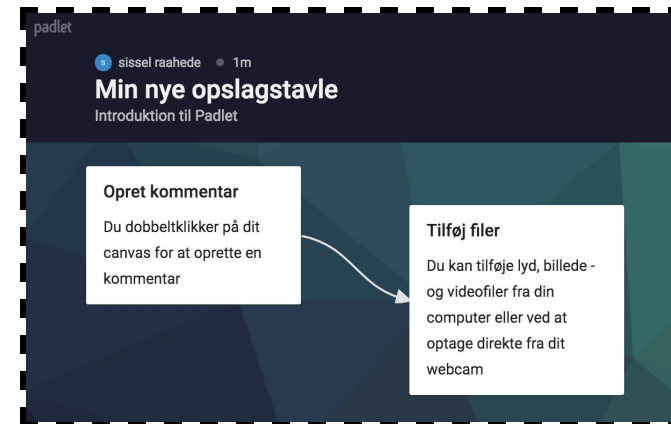 padlet
s sissel raahede • 1m
Min nye opslagstavle
Introduktion til Padlet
Opret kommentar
Du dobbeltklikker på dit
canvas for at oprette en
kommentar
Tilføj filer
Du kan tilføje lyd, billede -
og videofiler fra din
computer eller ved at
optage direkte fra dit
webcam